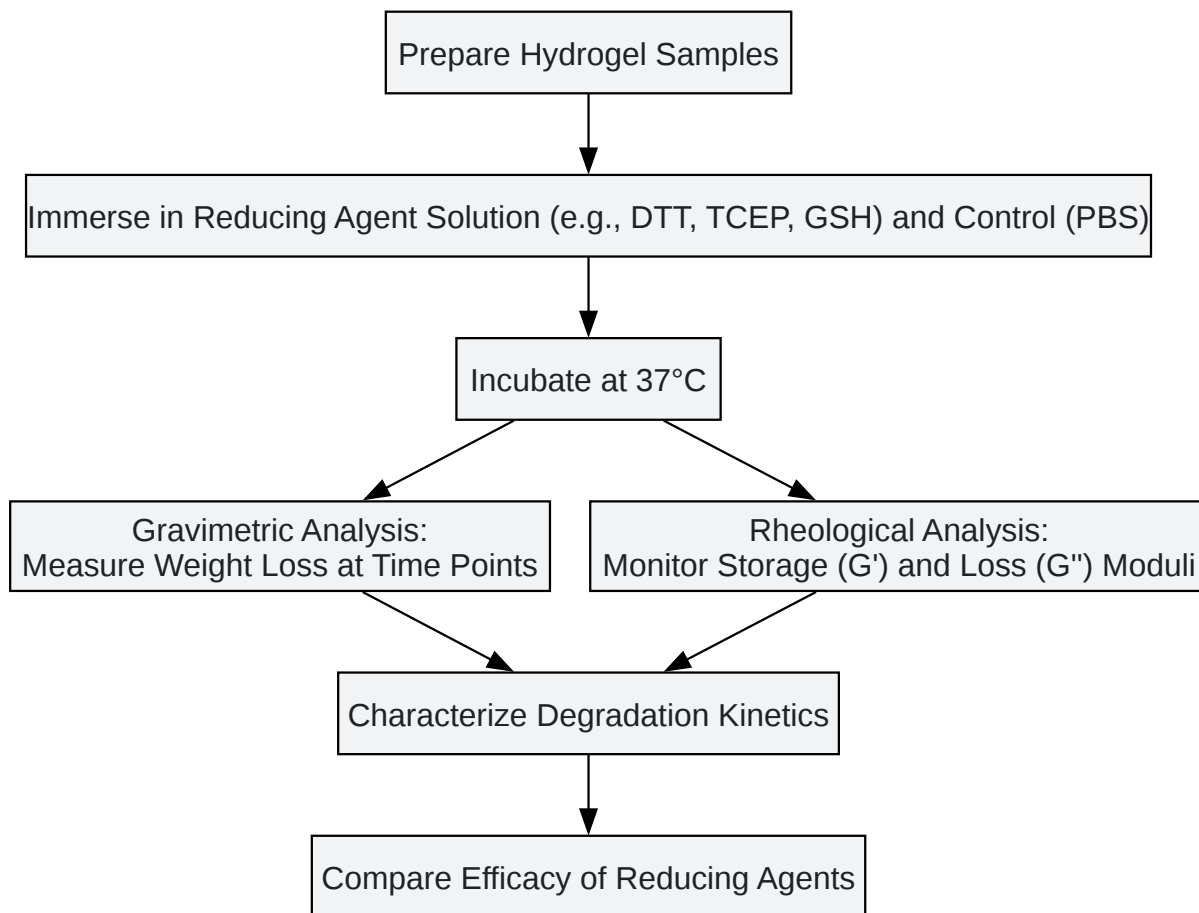 Prepare Hydrogel Samples
Immerse in Reducing Agent Solution (e.g., DTT, TCEP, GSH) and Control (PBS)
Incubate at 37°C
Gravimetric Analysis:
Measure Weight Loss at Time Points
Rheological Analysis:
Monitor Storage (G') and Loss (G'') Moduli
Characterize Degradation Kinetics
Compare Efficacy of Reducing Agents